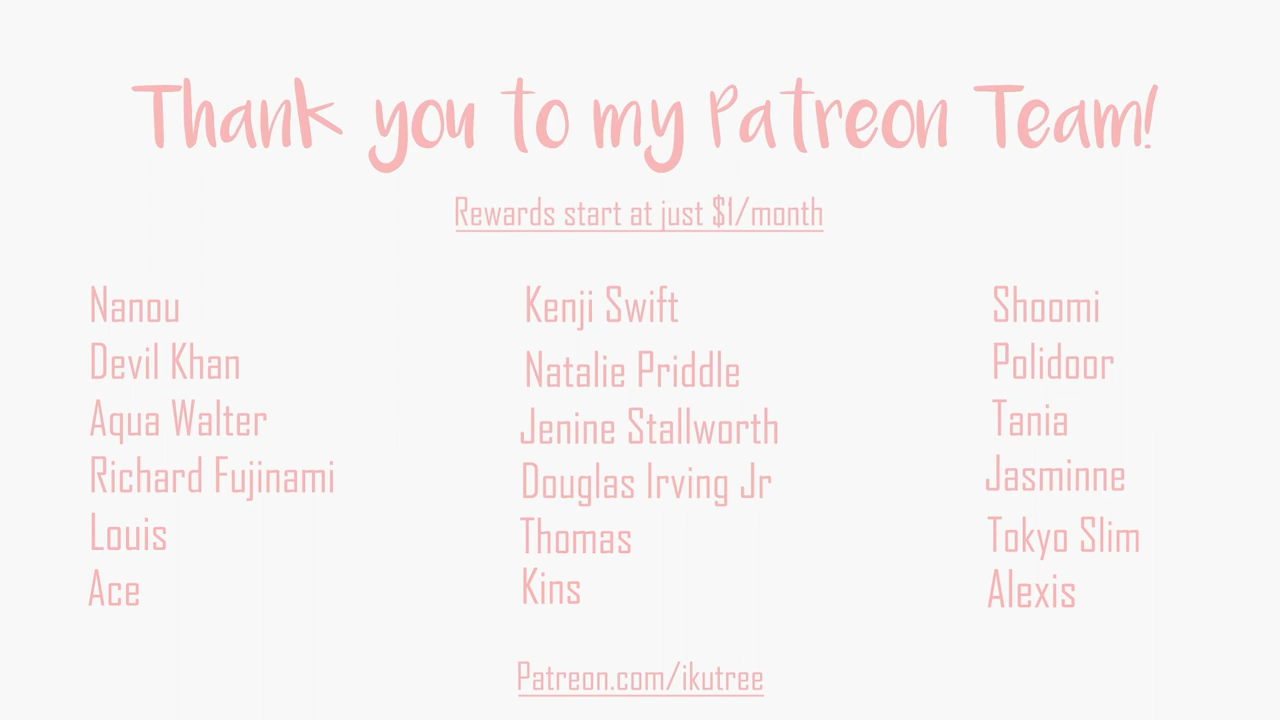 Thank you to my Patreon Team!
Rewards start at just $1/month
Nanou
Devil Khan
Aqua Walter
Richard Fujinami
Louis
Ace
Kenji Swift
Natalie Priddle
Jenine Stallworth
Douglas Irving Jr
Thomas
Kins
Shoomi
Polidoor
Tania
Jasminne
Tokyo Slim
Alexis
Patreon.com/ikutree